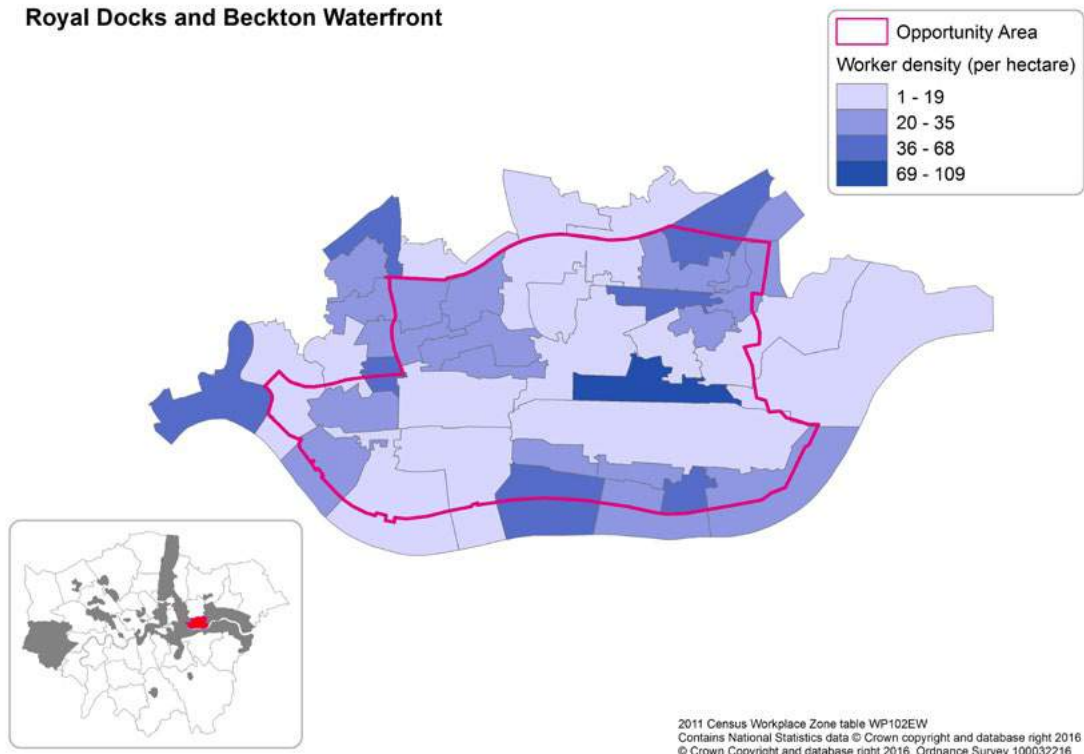 Royal Docks and Beckton Waterfront
Opportunity Area
Worker density (per hectare)
1 - 19
20 - 35
36 - 68
69 - 109
2011 Census Workplace Zone table WP102EW
Contains National Statistics data © Crown copyright and database right 2016
© Crown Copyright and database right 2016. Ordnance Survey 100032216